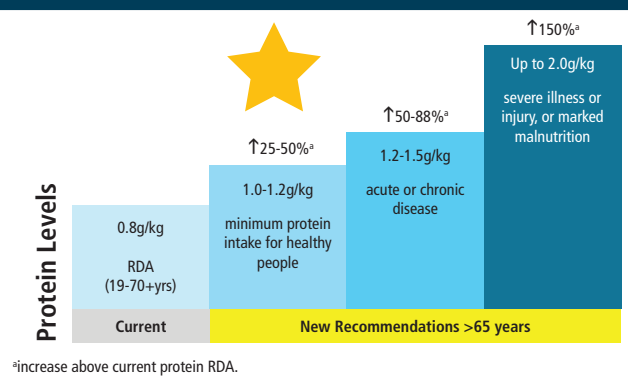 ↑150%ᵃ
Up to 2.0g/kg
severe illness or
injury, or marked
malnutrition
↑50-88%ᵃ
1.2-1.5g/kg
acute or chronic
disease
↑25-50%ᵃ
1.0-1.2g/kg
minimum protein
intake for healthy
people
0.8g/kg
RDA
(19-70+yrs)
Protein Levels
Current
New Recommendations >65 years
ᵃincrease above current protein RDA.